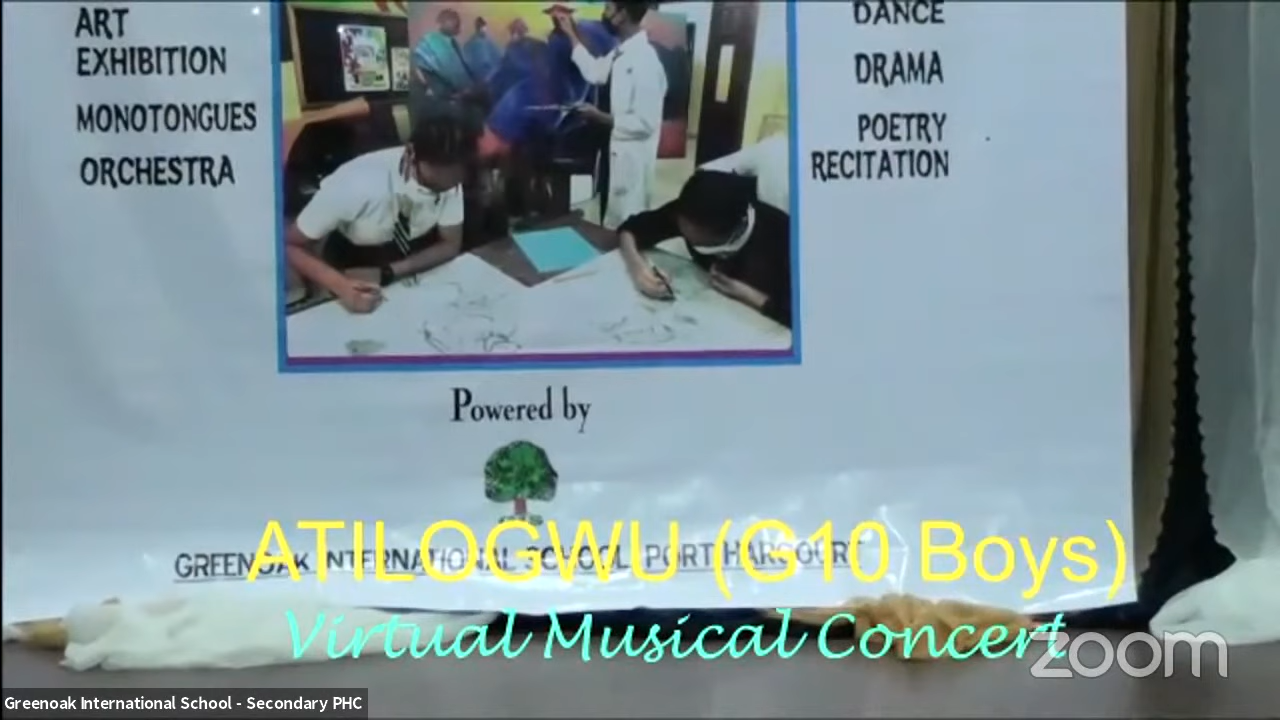 ART
EXHIBITION
MONOTONGUES
ORCHESTRA
DANCE
DRAMA
POETRY
RECITATION
Powered by
GREENOAK INTERNATIONAL SCHOOL PORT HARCOURT
ATILOGWU (G10 Boys)
Virtual Musical Concert
zoom
Greenoak International School - Secondary PHC